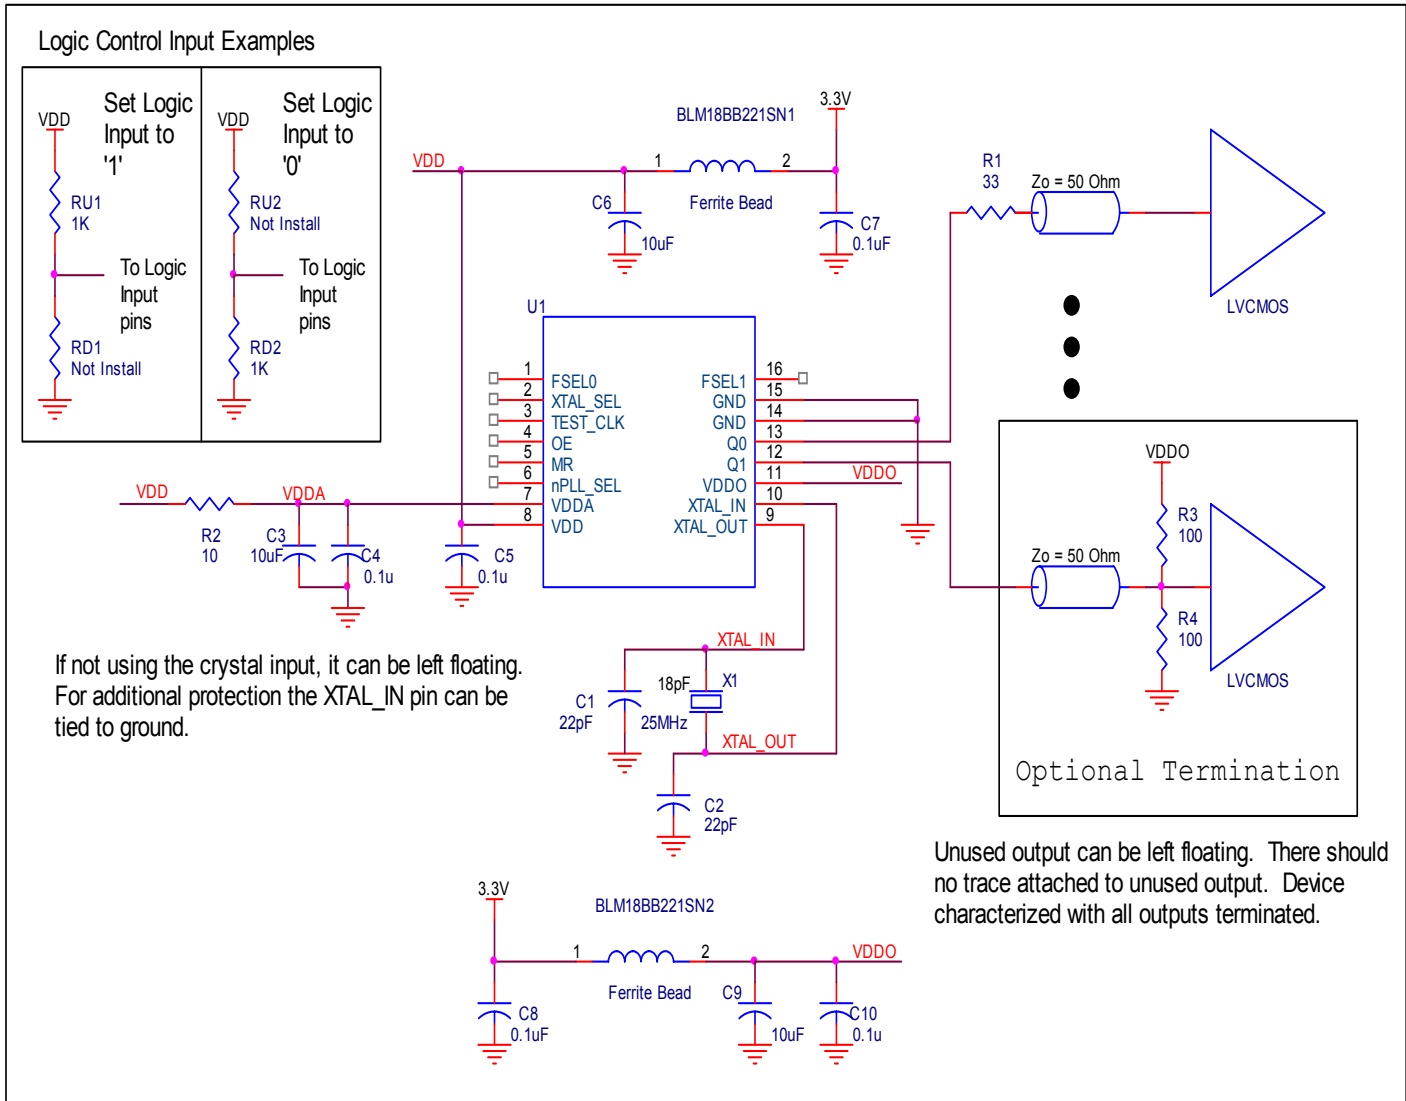 Logic Control Input Examples
VDD
Set Logic
Input to
'1'
RU1
1K
To Logic
Input
pins
RD1
Not Install
VDD
Set Logic
Input to
'0'
RU2
Not Install
To Logic
Input
pins
RD2
1K
VDD
BLM18BB221SN1
3.3V
1
2
Ferrite Bead
C6
10uF
C7
0.1uF
R1
33
Zo = 50 Ohm
LVCMOS
U1
1
FSEL0
2
XTAL_SEL
3
TEST_CLK
4
OE
5
MR
6
nPLL_SEL
7
VDDA
8
VDD
16
FSEL1
15
GND
14
GND
13
Q0
12
Q1
11
VDDO
10
XTAL_IN
9
XTAL_OUT
VDDO
VDD
R2
10
VDDA
C3
10uF
C4
0.1u
C5
0.1u
VDDO
R3
100
Zo = 50 Ohm
R4
100
LVCMOS
Optional Termination
If not using the crystal input, it can be left floating.
For additional protection the XTAL_IN pin can be
tied to ground.
XTAL_IN
C1
22pF
18pF
X1
25MHz
XTAL_OUT
C2
22pF
Unused output can be left floating. There should
no trace attached to unused output. Device
characterized with all outputs terminated.
3.3V
BLM18BB221SN2
1
2
VDDO
Ferrite Bead
C8
0.1uF
C9
10uF
C10
0.1u